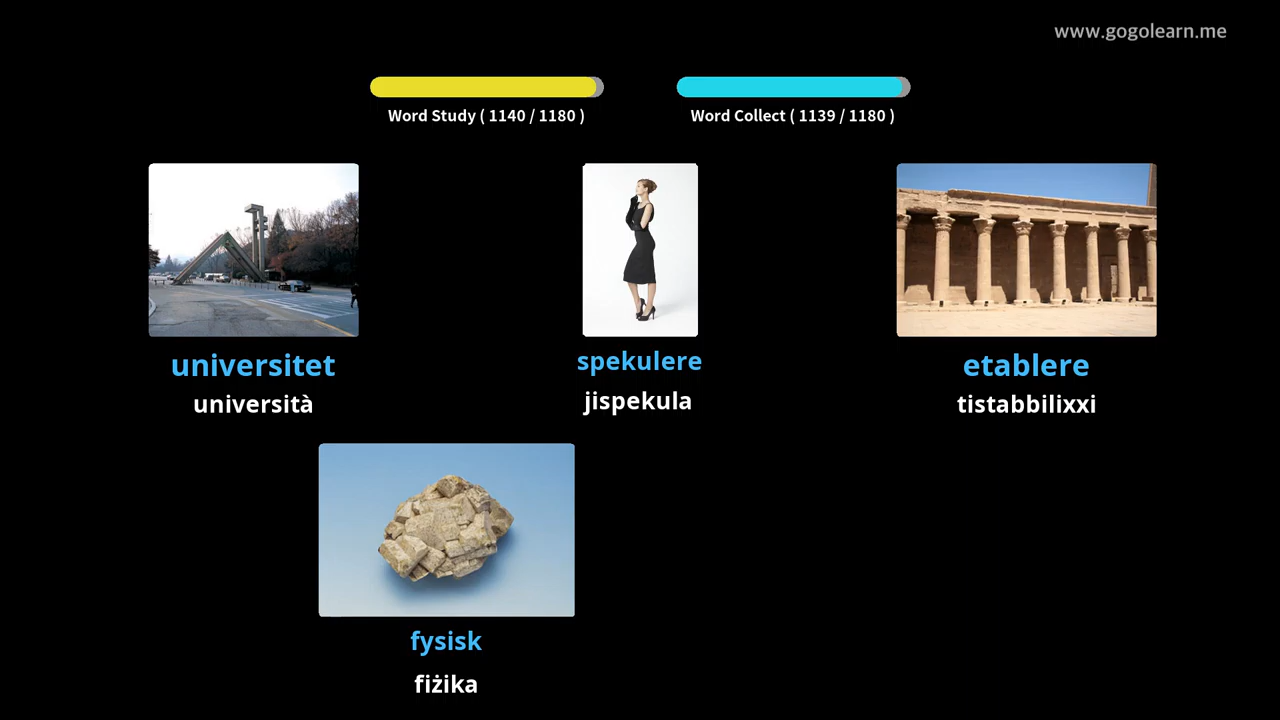 www.gogolearn.me
Word Study ( 1140 / 1180 )
Word Collect ( 1139 / 1180 )
universitet
università
spekulere
jispekula
etablere
tistabbilixxi
fysisk
fiżika